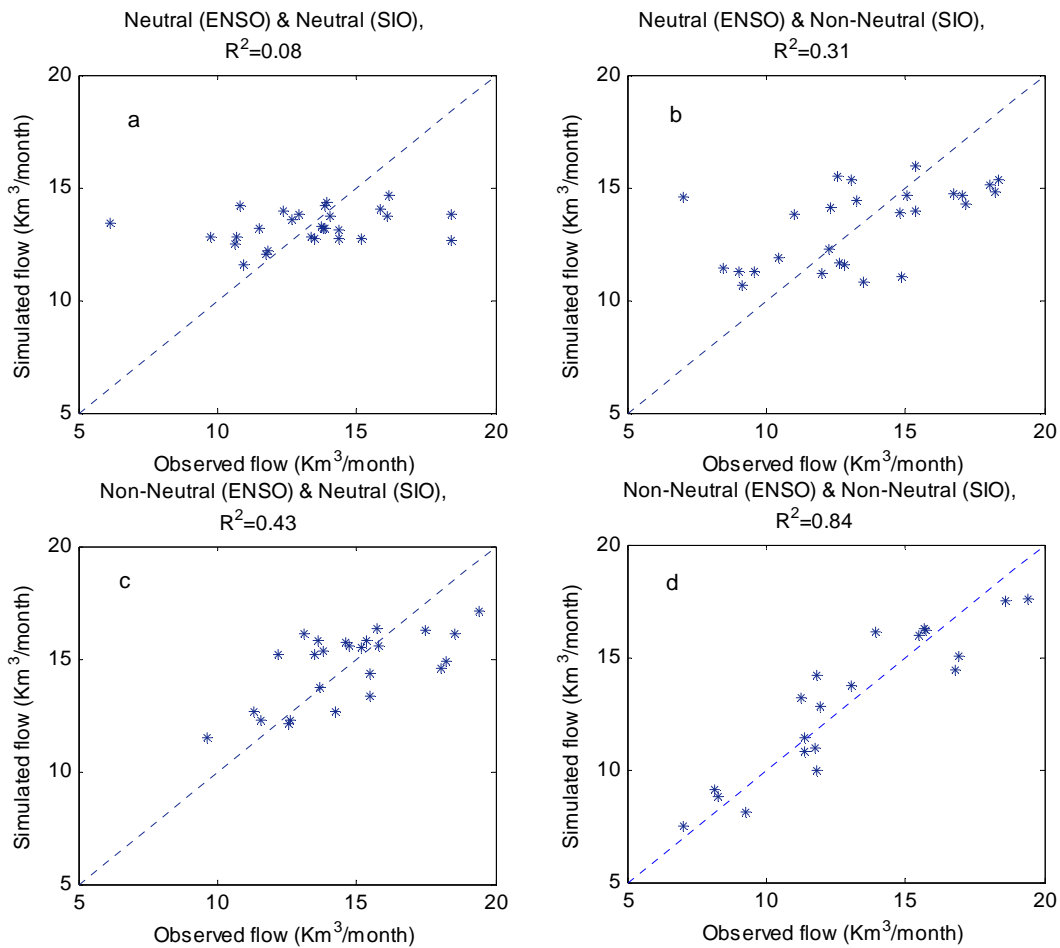 Neutral (ENSO) & Neutral (SIO),
R²=0.08
a
20
15
10
5
5 10 15 20
Simulated flow (Km³/month)
Observed flow (Km³/month)
Neutral (ENSO) & Non-Neutral (SIO),
R²=0.31
b
20
15
10
5
5 10 15 20
Simulated flow (Km³/month)
Observed flow (Km³/month)
Non-Neutral (ENSO) & Neutral (SIO),
R²=0.43
c
20
15
10
5
5 10 15 20
Simulated flow (Km³/month)
Observed flow (Km³/month)
Non-Neutral (ENSO) & Non-Neutral (SIO),
R²=0.84
d
20
15
10
5
5 10 15 20
Simulated flow (Km³/month)
Observed flow (Km³/month)